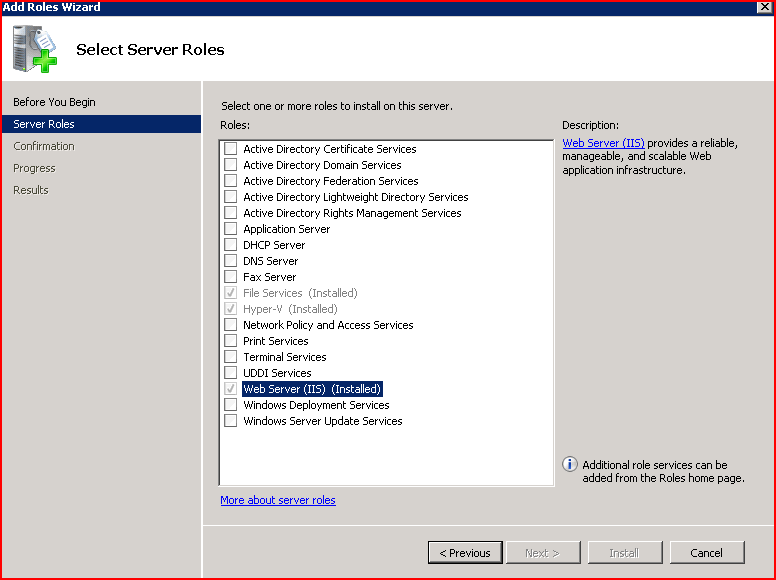 Add Roles Wizard
Select Server Roles
Before You Begin
Server Roles
Confirmation
Progress
Results
Select one or more roles to install on this server.
Roles:
Active Directory Certificate Services
Active Directory Domain Services
Active Directory Federation Services
Active Directory Lightweight Directory Services
Active Directory Rights Management Services
Application Server
DHCP Server
DNS Server
Fax Server
File Services (Installed)
Hyper-V (Installed)
Network Policy and Access Services
Print Services
Terminal Services
UDDI Services
Web Server (IIS) (Installed)
Windows Deployment Services
Windows Server Update Services
More about server roles
Description:
Web Server (IIS) provides a reliable,
manageable, and scalable Web
application infrastructure.
Additional role services can be
added from the Roles home page.
< Previous
Next >
Install
Cancel